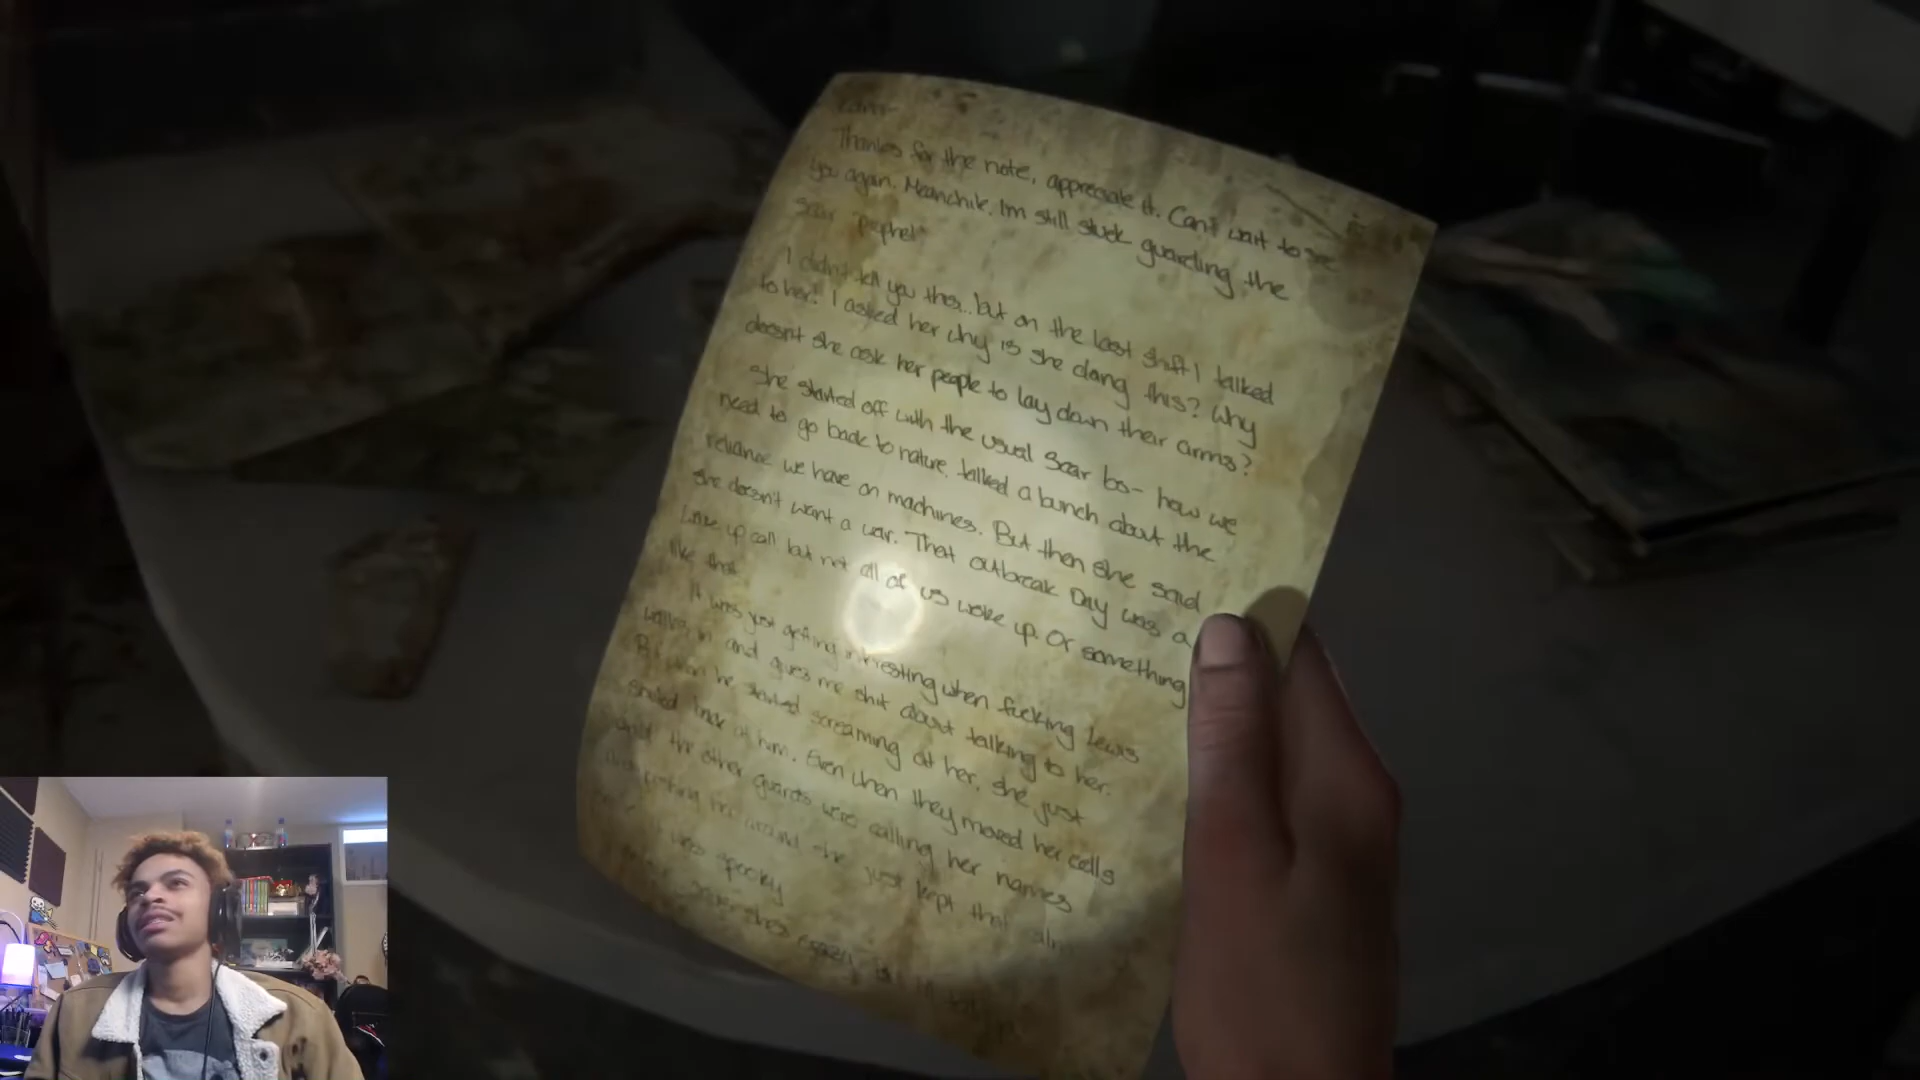 Thanks for the note, appreciate it. Can't wait to see
you again. Meanwhile, I'm still stuck guarding the
Scar "prophet"
I didn't tell you this.. but on the last shift I talked
to her! I asked her why is she doing this? Why
doesn't she ask her people to lay down their arms?
She started off with the usual Scar bs- how we
need to go back to nature, talked a bunch about the
reliance we have on machines. But then she said
she doesn't want a war. That outbreak Day was a
wake up call but not all of us woke up. Or something
like that.
It was just getting interesting when fucking Lewis
walks in and gives me shit about talking to her.
But when he started screaming at her, she just
smiled back at him. Even when they moved her cells
and the other guards were calling her names
and pushing her around she just kept that
was spooky